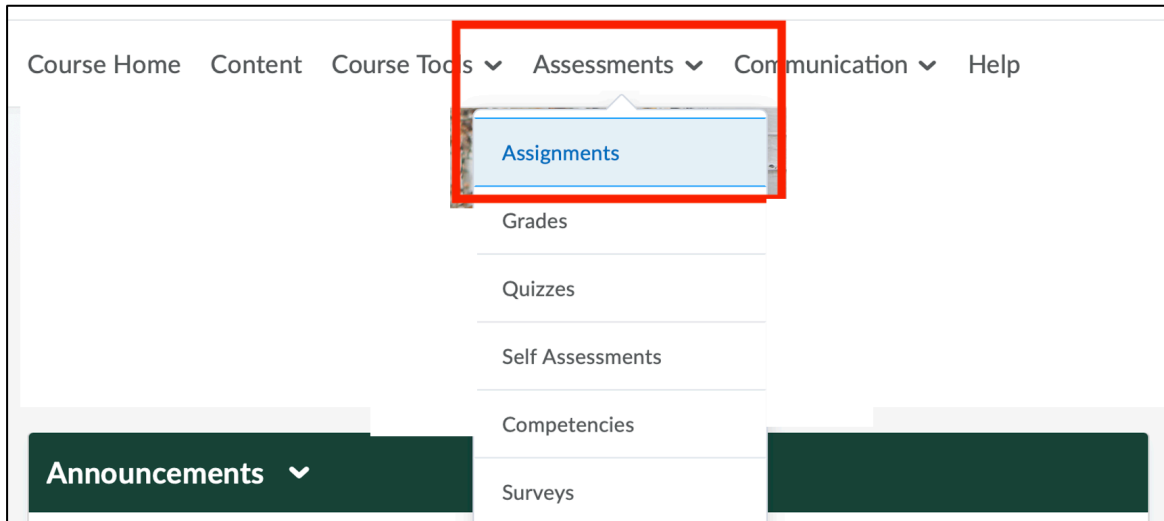 Course Home Content Course Tools Assessments Communication Help
Assignments
Grades
Quizzes
Self Assessments
Competencies
Surveys
Announcements